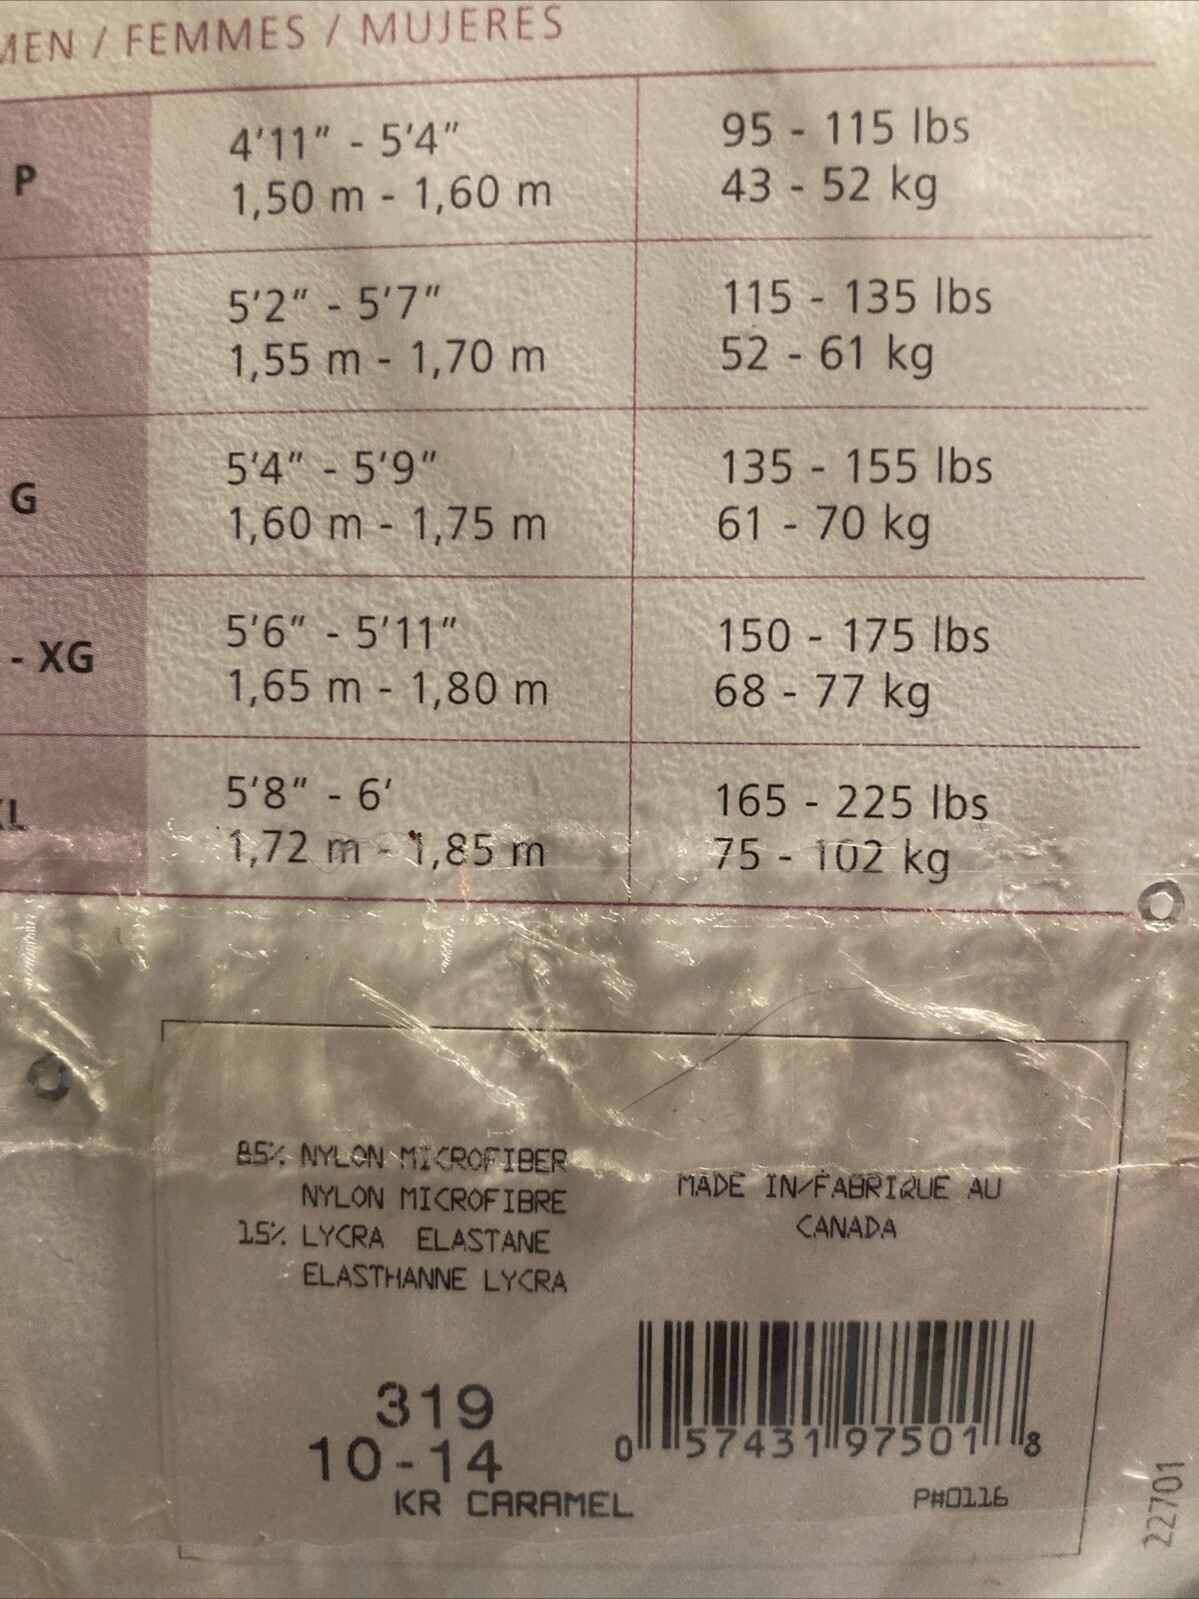 MEN / FEMMES / MUJERES
P
4'11" - 5'4"
1,50 m - 1,60 m
95 - 115 lbs
43 - 52 kg
5'2" - 5'7"
1,55 m - 1,70 m
115 - 135 lbs
52 - 61 kg
G
5'4" - 5'9"
1,60 m - 1,75 m
135 - 155 lbs
61 - 70 kg
- XG
5'6" - 5'11"
1,65 m - 1,80 m
150 - 175 lbs
68 - 77 kg
XL
5'8" - 6'
1,72 m - 1,85 m
165 - 225 lbs
75 - 102 kg
85% NYLON MICROFIBER
NYLON MICROFIBRE
15% LYCRA ELASTANE
ELASTHANNE LYCRA
MADE IN/FABRIQUE AU
CANADA
319
10-14
KR CARAMEL
0 57431 97501 8
P#0116
22701